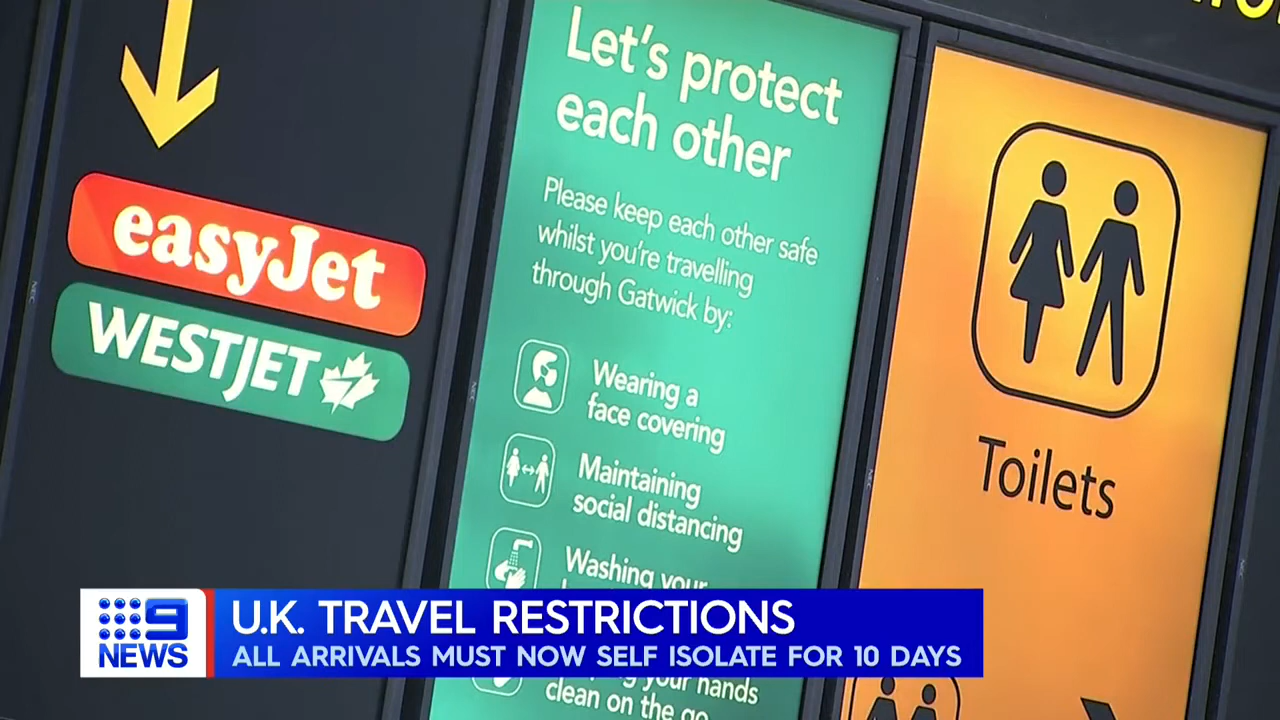 easyJet
WESTJET
Let's protect
each other
Please keep each other safe
whilst you're travelling
through Gatwick by:
Wearing a
face covering
Maintaining
social distancing
Washing your
your hands
clean on the go
Toilets
9
NEWS
U.K. TRAVEL RESTRICTIONS
ALL ARRIVALS MUST NOW SELF ISOLATE FOR 10 DAYS